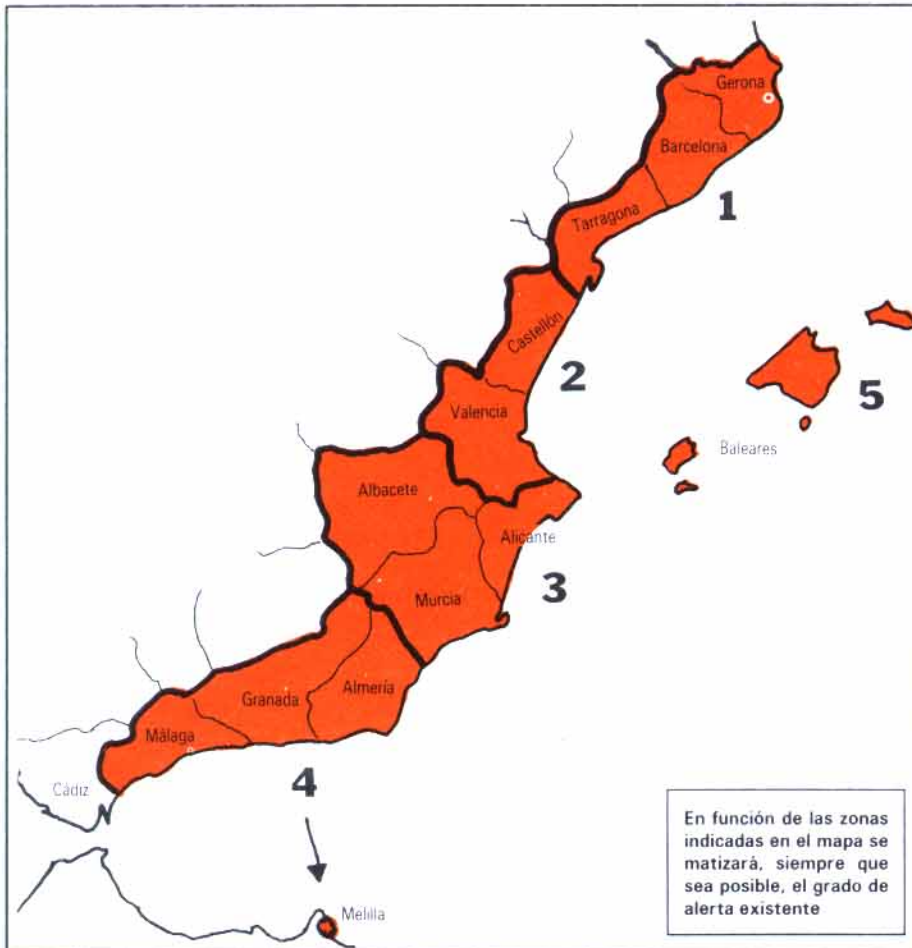 Gerona
Barcelona
Tarragona
1
Castellón
2
Valencia
5
Baleares
Albacete
Alicante
3
Murcia
Granada
Almería
Málaga
Cádiz
4
Melilla
En función de las zonas
indicadas en el mapa se
matizará, siempre que
sea posible, el grado de
alerta existente